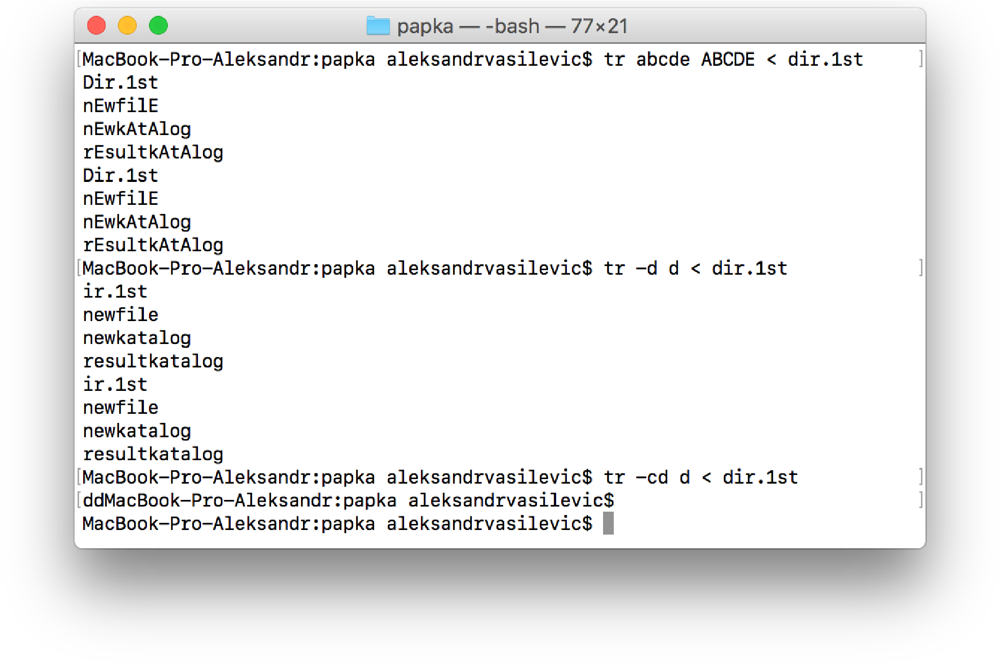 papka — -bash — 77×21
MacBook-Pro-Aleksandr:papka aleksandrvasilevic$ tr abcde ABCDE < dir.1st
Dir.1st
nEwfilE
nEwkAtAlog
rEsultkAtAlog
Dir.1st
nEwfilE
nEwkAtAlog
rEsultkAtAlog
MacBook-Pro-Aleksandr:papka aleksandrvasilevic$ tr -d d < dir.1st
ir.1st
newfile
newkatalog
resultkatalog
ir.1st
newfile
newkatalog
resultkatalog
MacBook-Pro-Aleksandr:papka aleksandrvasilevic$ tr -cd d < dir.1st
ddMacBook-Pro-Aleksandr:papka aleksandrvasilevic$
MacBook-Pro-Aleksandr:papka aleksandrvasilevic$